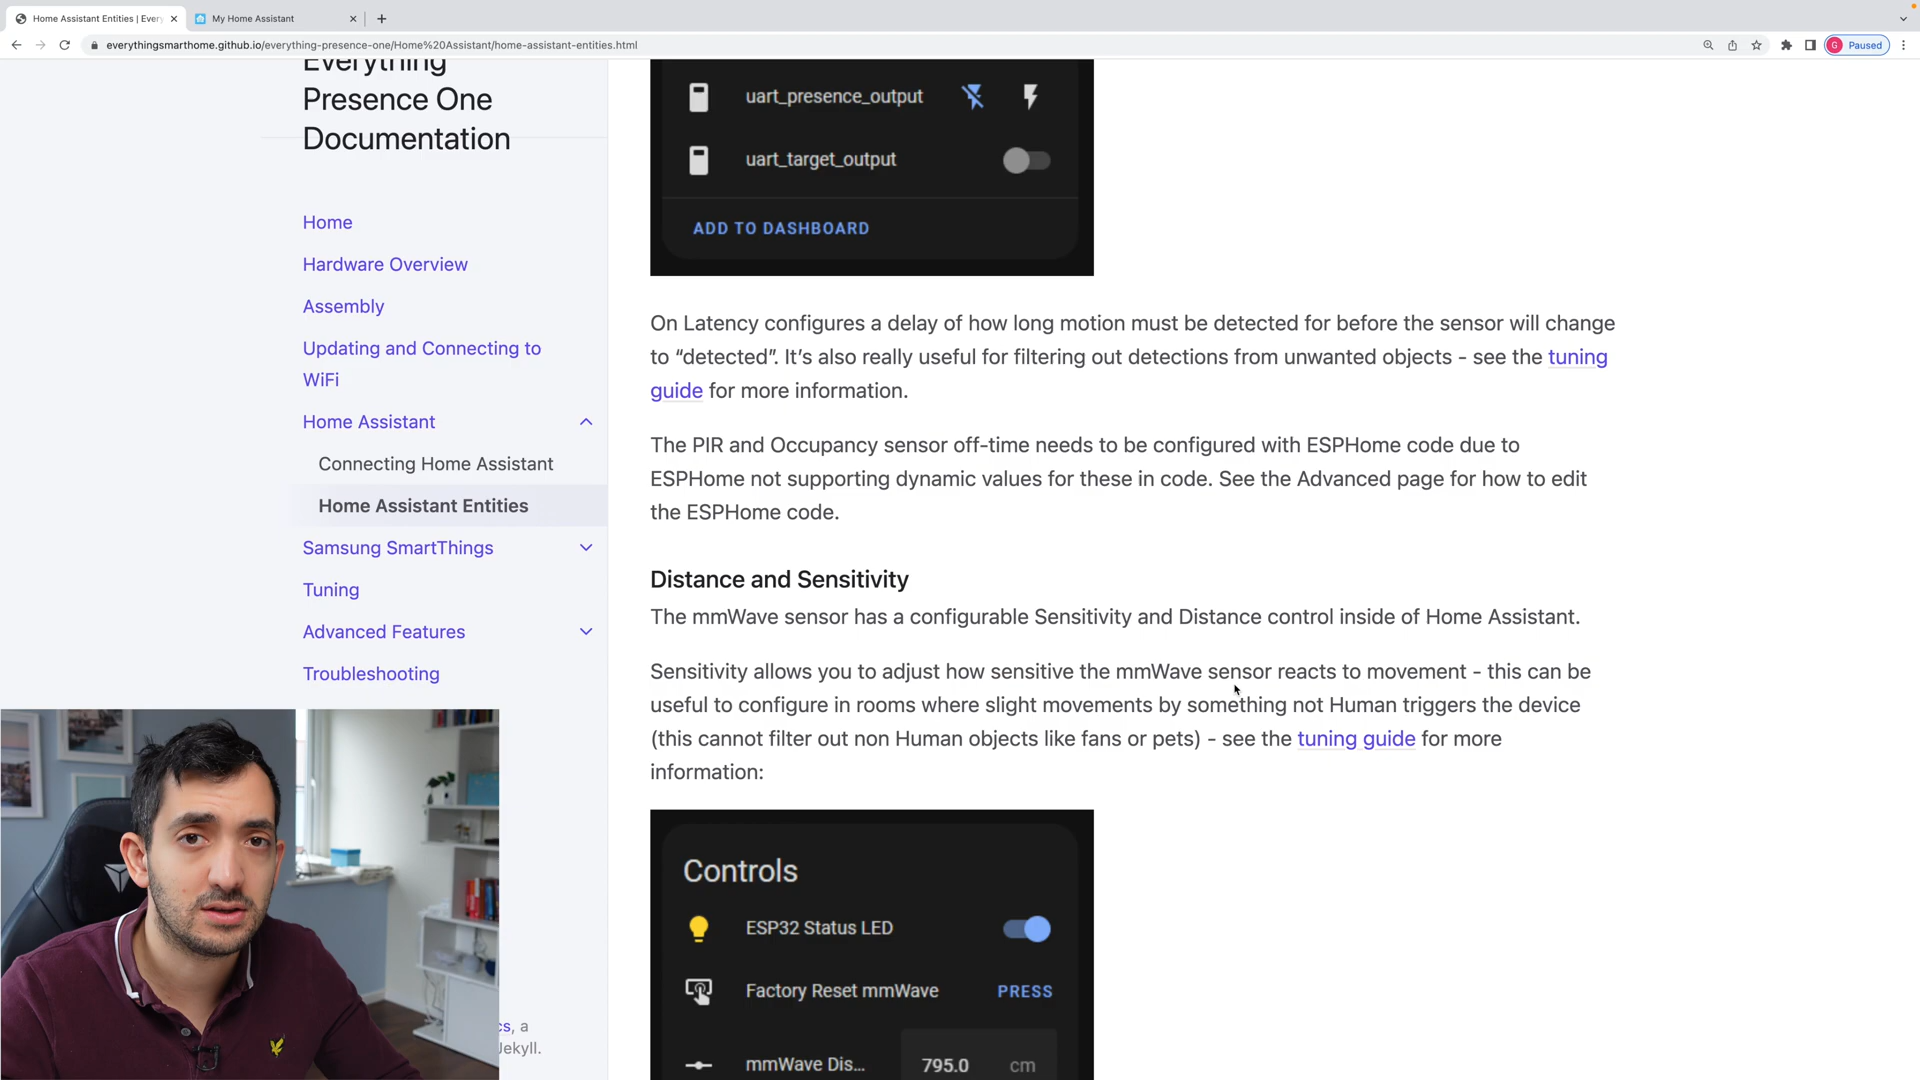 Home Assistant Entities | Every
My Home Assistant
everythingsmarthome.github.io/everything-presence-one/Home%20Assistant/home-assistant-entities.html
G
Paused
Everything
Presence One
Documentation
Home
Hardware Overview
Assembly
Updating and Connecting to
WiFi
Home Assistant
Connecting Home Assistant
Home Assistant Entities
Samsung SmartThings
Tuning
Advanced Features
Troubleshooting
cs, a
Jekyll.
uart_presence_output
uart_target_output
ADD TO DASHBOARD
On Latency configures a delay of how long motion must be detected for before the sensor will change
to “detected”. It’s also really useful for filtering out detections from unwanted objects - see the tuning
guide for more information.
The PIR and Occupancy sensor off-time needs to be configured with ESPHome code due to
ESPHome not supporting dynamic values for these in code. See the Advanced page for how to edit
the ESPHome code.
Distance and Sensitivity
The mmWave sensor has a configurable Sensitivity and Distance control inside of Home Assistant.
Sensitivity allows you to adjust how sensitive the mmWave sensor reacts to movement - this can be
useful to configure in rooms where slight movements by something not Human triggers the device
(this cannot filter out non Human objects like fans or pets) - see the tuning guide for more
information:
Controls
ESP32 Status LED
Factory Reset mmWave PRESS
mmWave Dis... 795.0 cm